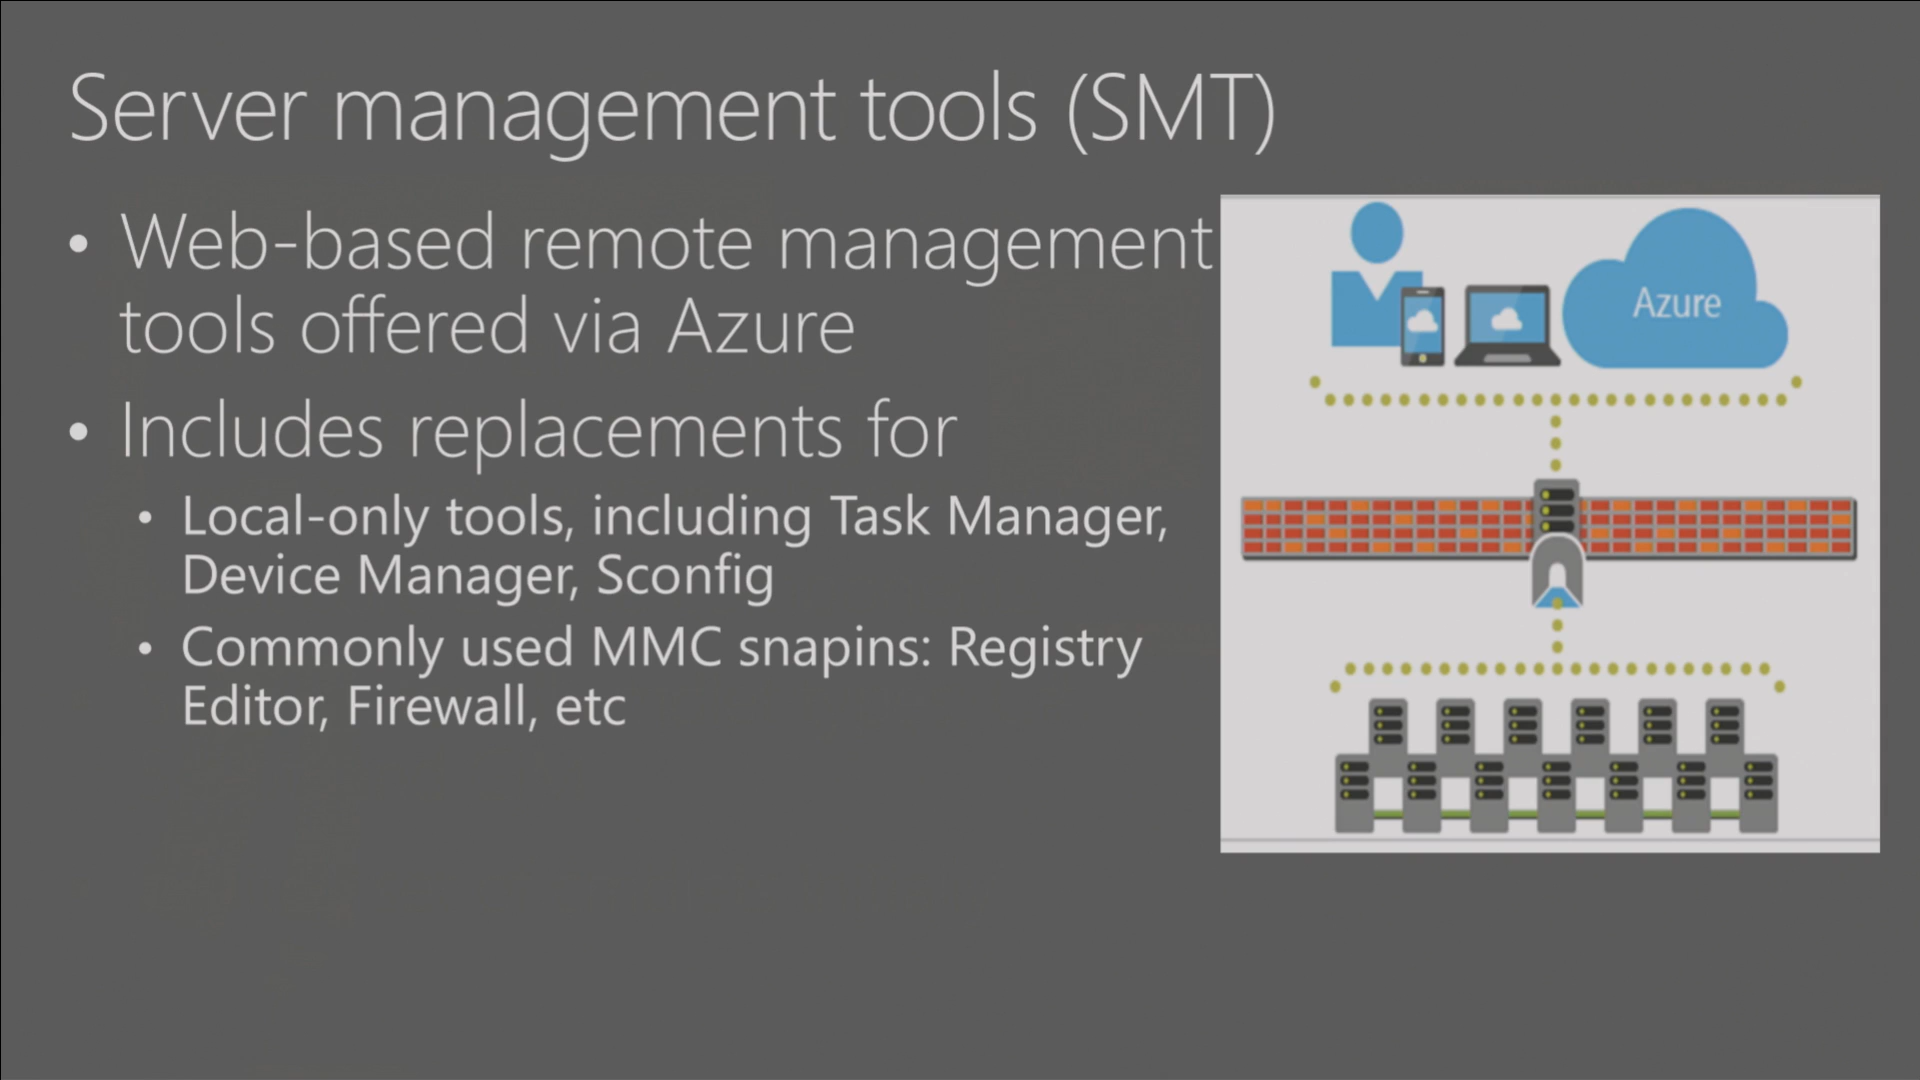 Server management tools (SMT)
• Web-based remote management
tools offered via Azure
• Includes replacements for
• Local-only tools, including Task Manager,
Device Manager, Sconfig
• Commonly used MMC snapins: Registry
Editor, Firewall, etc
Azure